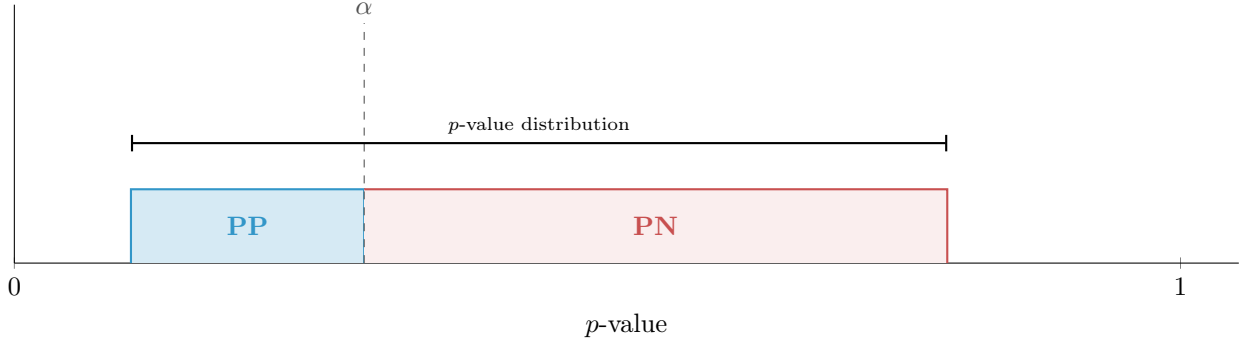 α
p-value distribution
PP
PN
0
1
p-value